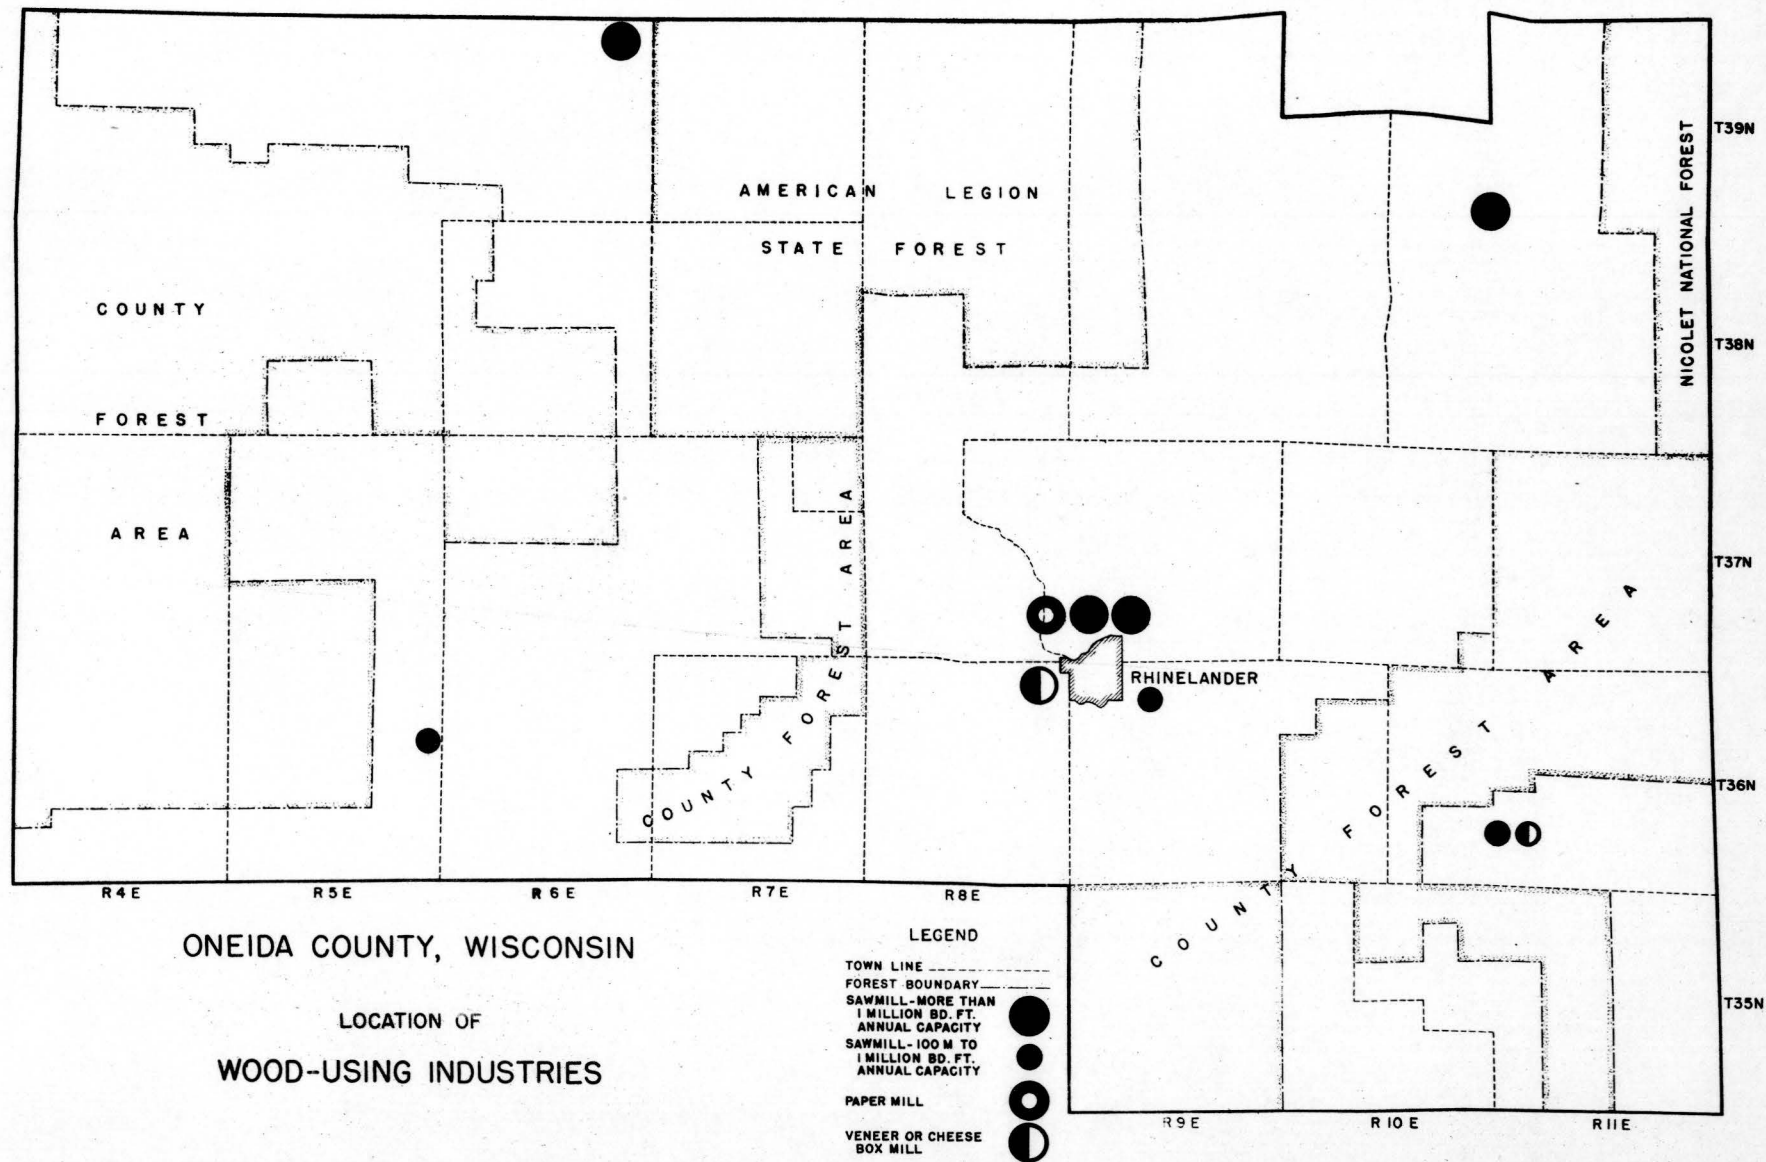 AMERICAN LEGION
STATE FOREST
COUNTY
FOREST
AREA
COUNTY FOREST AREA
RHINELANDER
COUNTY FOREST AREA
NICOLET NATIONAL FOREST
T39N
T38N
T37N
T36N
T35N
R4E
R5E
R6E
R7E
R8E
R9E
R10E
R11E
ONEIDA COUNTY, WISCONSIN
LOCATION OF
WOOD-USING INDUSTRIES
LEGEND
TOWN LINE
FOREST BOUNDARY
SAWMILL-MORE THAN
1 MILLION BD. FT.
ANNUAL CAPACITY
SAWMILL-100 M TO
1 MILLION BD. FT.
ANNUAL CAPACITY
PAPER MILL
VENEER OR CHEESE
BOX MILL